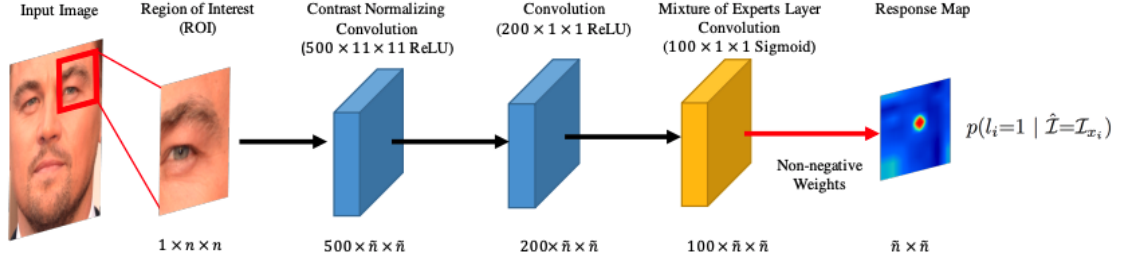 Input Image
Region of Interest
(ROI)
Contrast Normalizing
Convolution
(500 × 11 × 11 ReLU)
Convolution
(200 × 1 × 1 ReLU)
Mixture of Experts Layer
Convolution
(100 × 1 × 1 Sigmoid)
Response Map
p(l_i=1 | Î=I_{x_i})
Non-negative
Weights
1 × n × n
500 × ñ × ñ
200× ñ × ñ
100× ñ × ñ
ñ × ñ